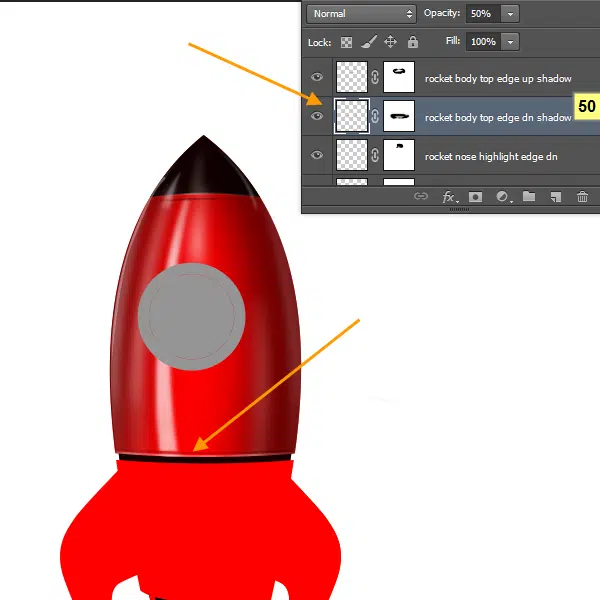 Normal Opacity: 50%
Lock: Fill: 100%
rocket body top edge up shadow
rocket body top edge dn shadow
50
rocket nose highlight edge dn
fx